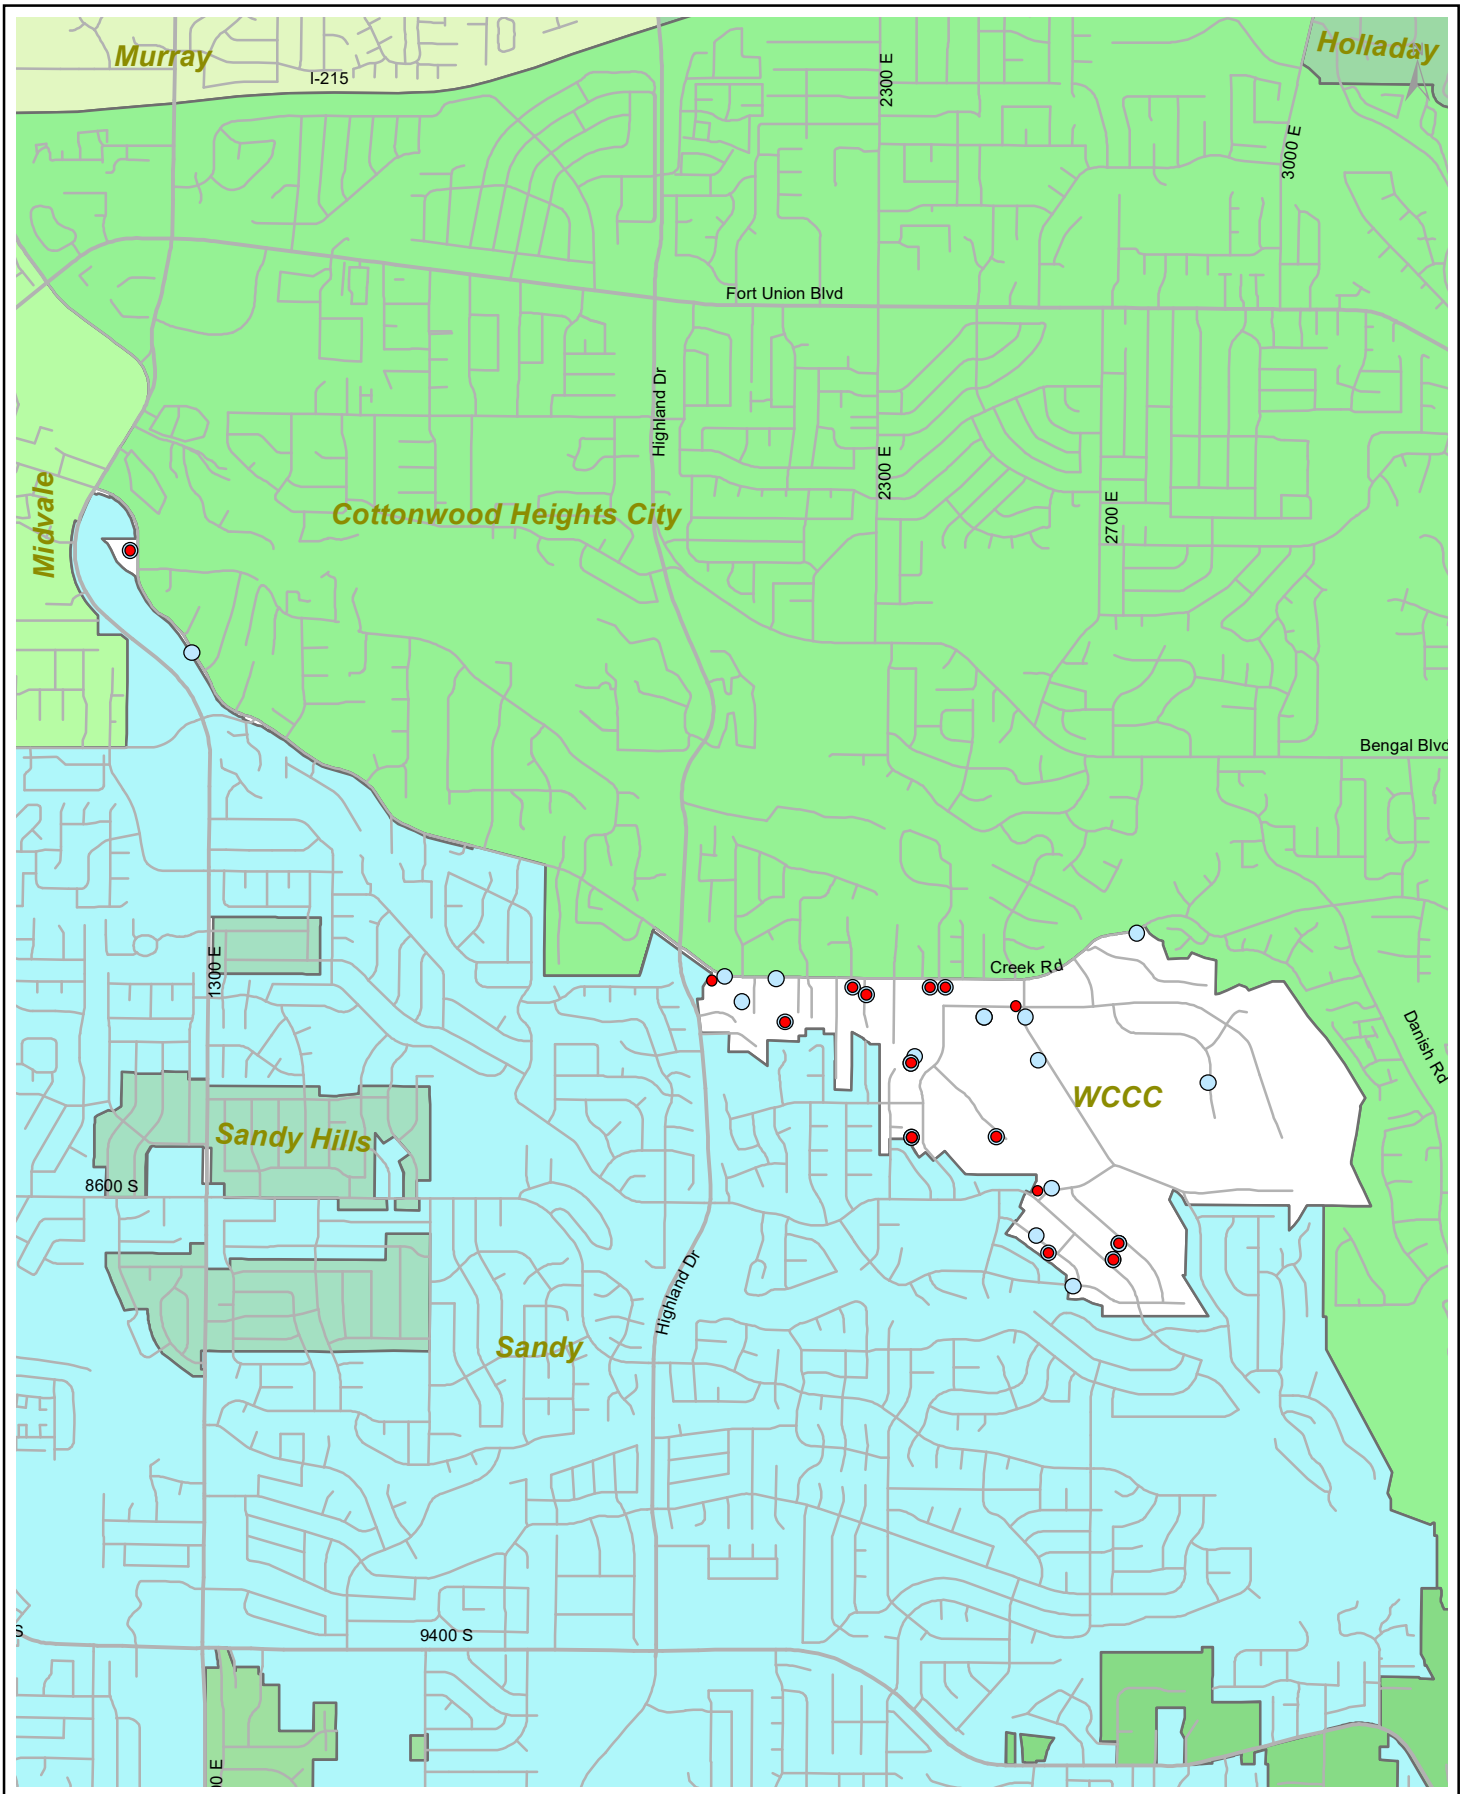 Murray
Holladay
I-215
2300 E
3000 E
Fort Union Blvd
Highland Dr
2300 E
Midvale
2700 E
Cottonwood Heights City
Bengal Blvd
1300 E
Creek Rd
Danish Rd
WCCC
Sandy Hills
8600 S
Highland Dr
Sandy
S
9400 S
00 E